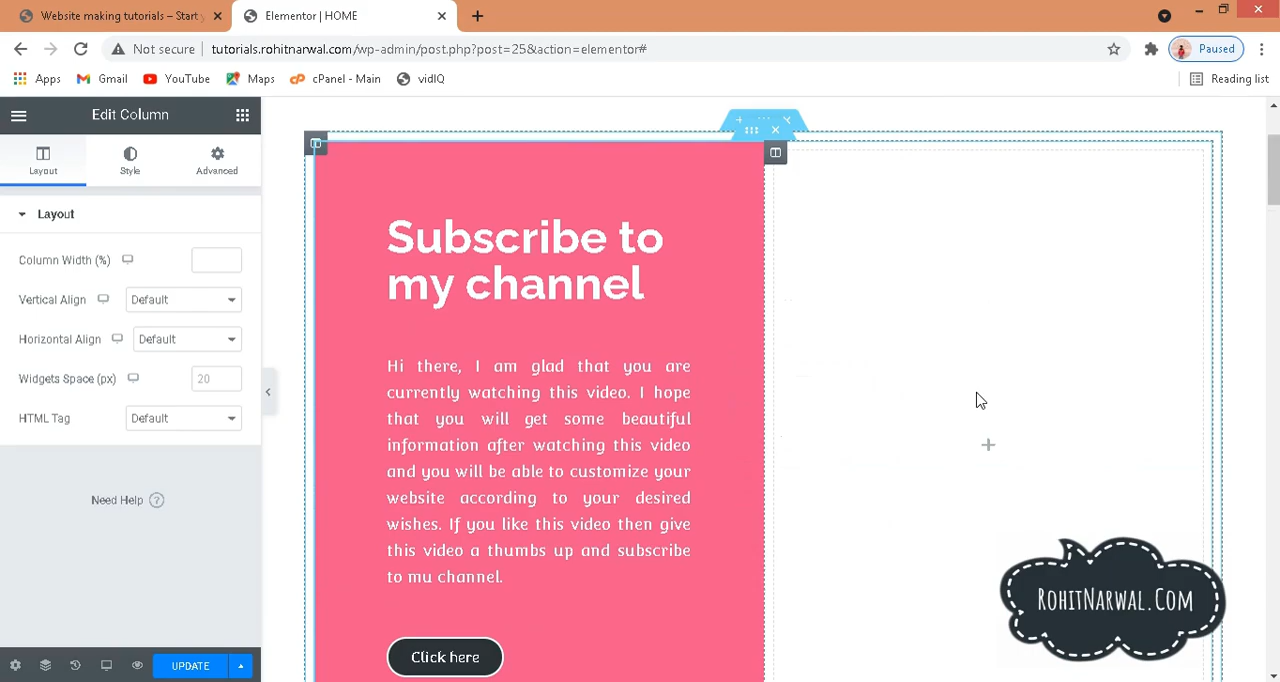 Website making tutorials – Start
Elementor | HOME
Not secure
tutorials.rohitnarwal.com/wp-admin/post.php?post=25&action=elementor#
Paused
Apps
Gmail
YouTube
Maps
cPanel - Main
vidIQ
Reading list
Edit Column
Layout
Style
Advanced
Layout
Column Width (%)
Vertical Align
Default
Horizontal Align
Default
Widgets Space (px)
20
HTML Tag
Default
Need Help
UPDATE
Subscribe to
my channel
Hi there, I am glad that you are
currently watching this video. I hope
that you will get some beautiful
information after watching this video
and you will be able to customize your
website according to your desired
wishes. If you like this video then give
this video a thumbs up and subscribe
to mu channel.
Click here
RohitNarwal.Com